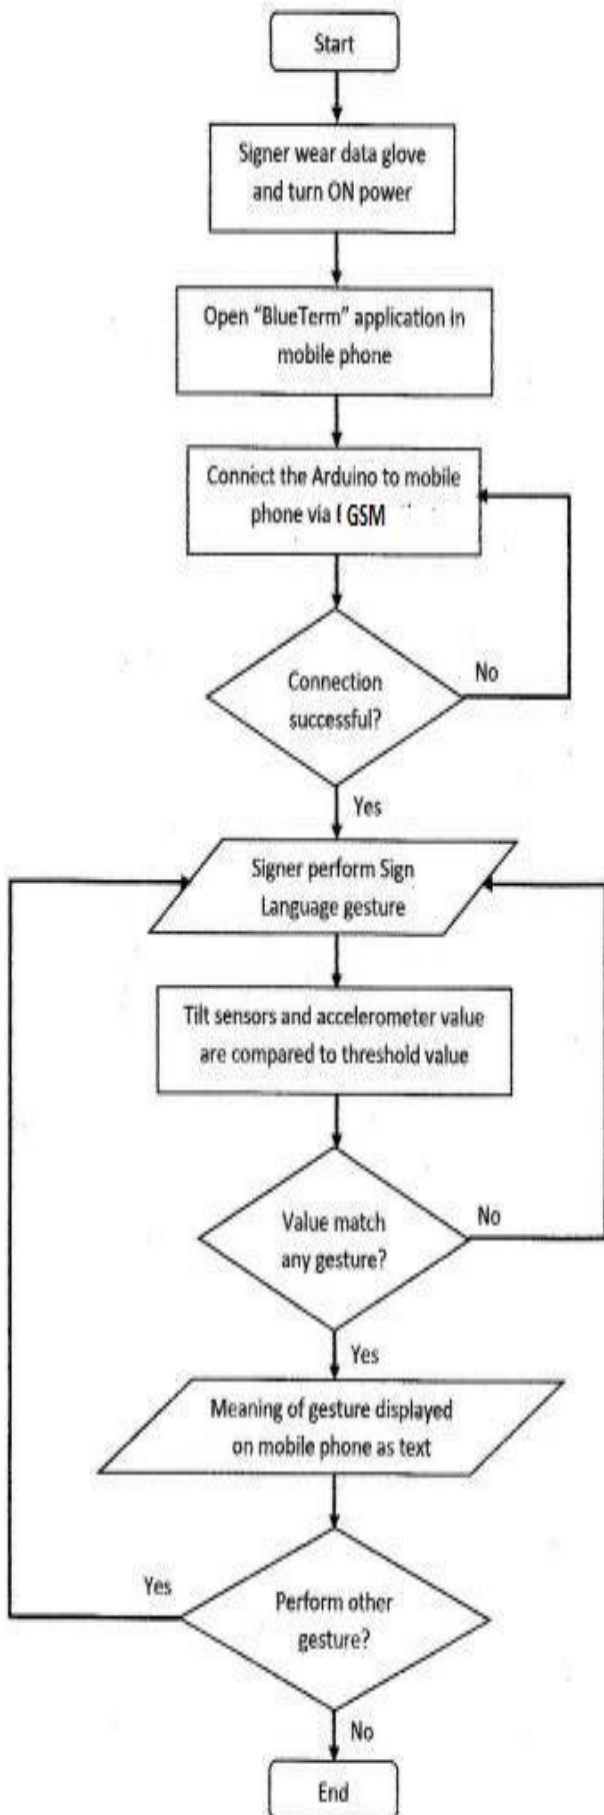 Start
Signer wear data glove
and turn ON power
Open “BlueTerm” application in
mobile phone
Connect the Arduino to mobile
phone via GSM
Connection
successful?
No
Yes
Signer perform Sign
Language gesture
Tilt sensors and accelerometer value
are compared to threshold value
Value match
any gesture?
No
Yes
Meaning of gesture displayed
on mobile phone as text
Yes
Perform other
gesture?
No
End